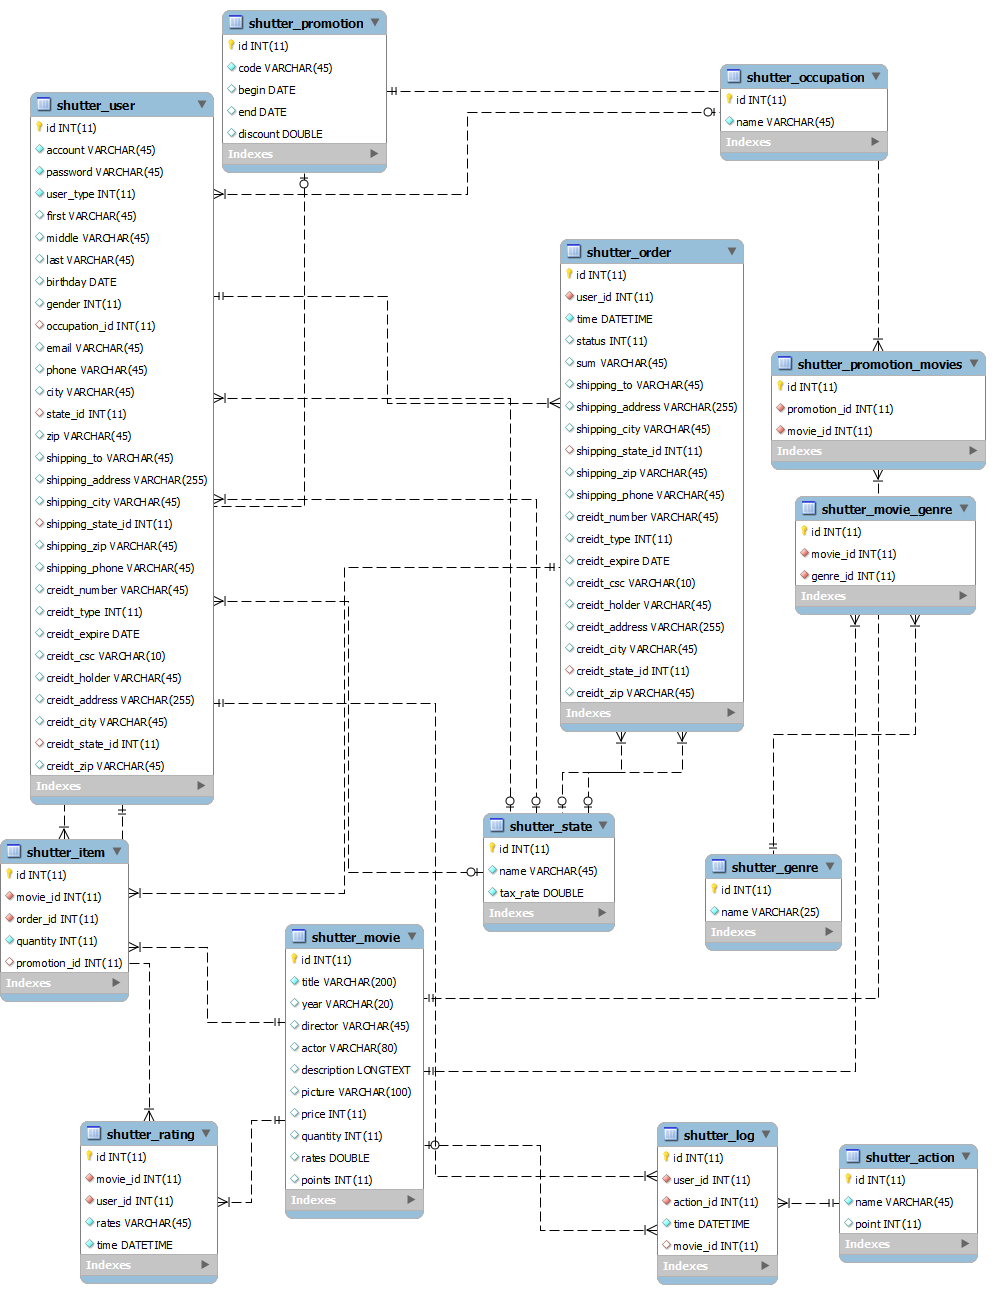 shutter_promotion
id INT(11)
code VARCHAR(45)
begin DATE
end DATE
discount DOUBLE
Indexes
shutter_occupation
id INT(11)
name VARCHAR(45)
Indexes
shutter_user
id INT(11)
account VARCHAR(45)
password VARCHAR(45)
user_type INT(11)
first VARCHAR(45)
middle VARCHAR(45)
last VARCHAR(45)
birthday DATE
gender INT(11)
occupation_id INT(11)
email VARCHAR(45)
phone VARCHAR(45)
city VARCHAR(45)
state_id INT(11)
zip VARCHAR(45)
shipping_to VARCHAR(45)
shipping_address VARCHAR(255)
shipping_city VARCHAR(45)
shipping_state_id INT(11)
shipping_zip VARCHAR(45)
shipping_phone VARCHAR(45)
creidt_number VARCHAR(45)
creidt_type INT(11)
creidt_expire DATE
creidt_csc VARCHAR(10)
creidt_holder VARCHAR(45)
creidt_address VARCHAR(255)
creidt_city VARCHAR(45)
creidt_state_id INT(11)
creidt_zip VARCHAR(45)
Indexes
shutter_order
id INT(11)
user_id INT(11)
time DATETIME
status INT(11)
sum VARCHAR(45)
shipping_to VARCHAR(45)
shipping_address VARCHAR(255)
shipping_city VARCHAR(45)
shipping_state_id INT(11)
shipping_zip VARCHAR(45)
shipping_phone VARCHAR(45)
creidt_number VARCHAR(45)
creidt_type INT(11)
creidt_expire DATE
creidt_csc VARCHAR(10)
creidt_holder VARCHAR(45)
creidt_address VARCHAR(255)
creidt_city VARCHAR(45)
creidt_state_id INT(11)
creidt_zip VARCHAR(45)
Indexes
shutter_promotion_movies
id INT(11)
promotion_id INT(11)
movie_id INT(11)
Indexes
shutter_movie_genre
id INT(11)
movie_id INT(11)
genre_id INT(11)
Indexes
shutter_item
id INT(11)
movie_id INT(11)
order_id INT(11)
quantity INT(11)
promotion_id INT(11)
Indexes
shutter_state
id INT(11)
name VARCHAR(45)
tax_rate DOUBLE
Indexes
shutter_genre
id INT(11)
name VARCHAR(25)
Indexes
shutter_movie
id INT(11)
title VARCHAR(200)
year VARCHAR(20)
director VARCHAR(45)
actor VARCHAR(80)
description LONGTEXT
picture VARCHAR(100)
price INT(11)
quantity INT(11)
rates DOUBLE
points INT(11)
Indexes
shutter_rating
id INT(11)
movie_id INT(11)
user_id INT(11)
rates VARCHAR(45)
time DATETIME
Indexes
shutter_log
id INT(11)
user_id INT(11)
action_id INT(11)
time DATETIME
movie_id INT(11)
Indexes
shutter_action
id INT(11)
name VARCHAR(45)
point INT(11)
Indexes